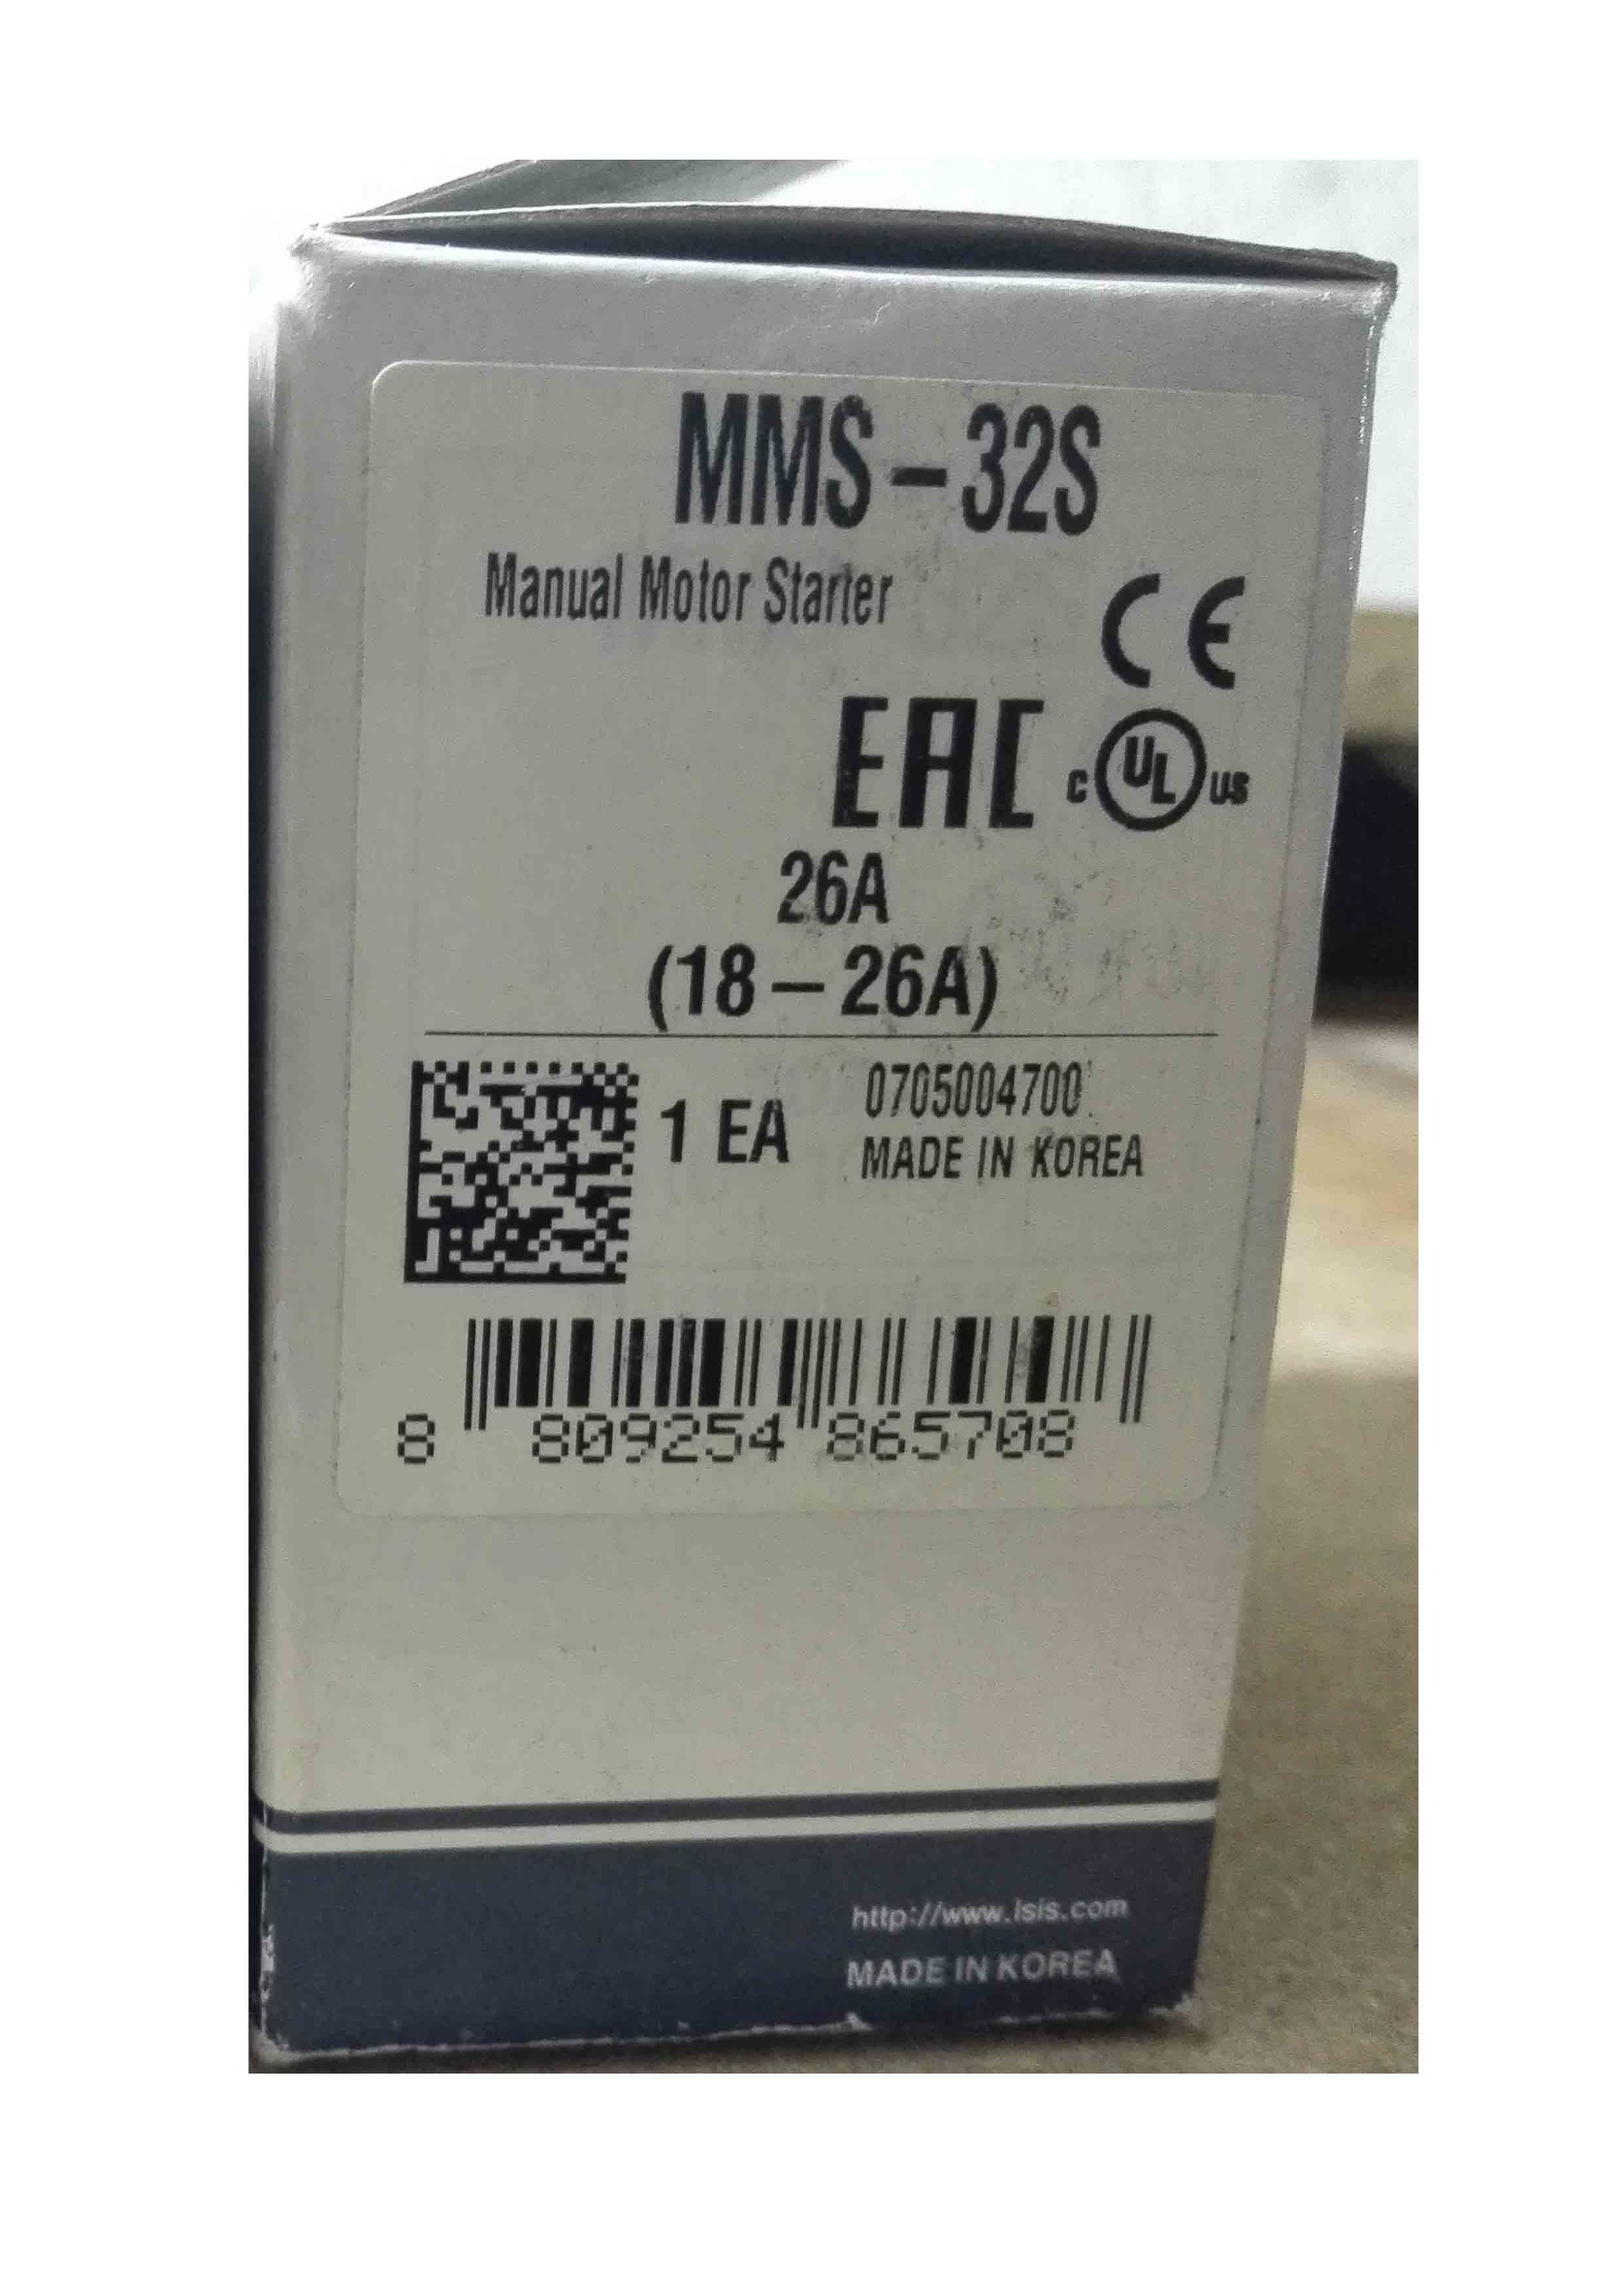 MMS-32S
Manual Motor Starter
CE
EAC c UL us
26A
(18-26A)
1 EA
0705004700
MADE IN KOREA
8 809254 865708
http://www.lsis.com
MADE IN KOREA